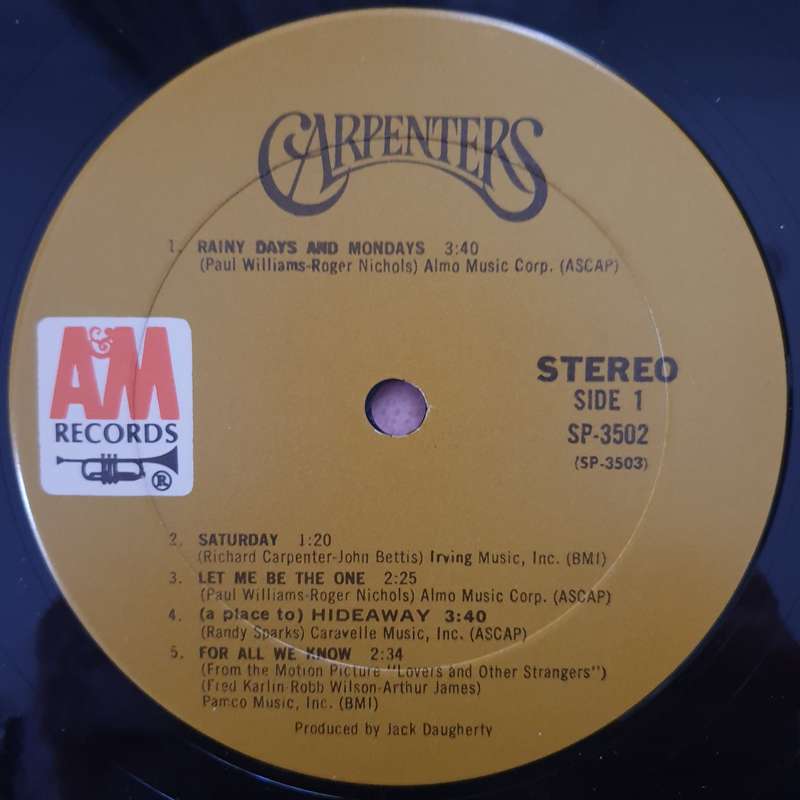 CARPENTERS
1. RAINY DAYS AND MONDAYS 3:40
(Paul Williams-Roger Nichols) Almo Music Corp. (ASCAP)
A&M
RECORDS
®
STEREO
SIDE 1
SP-3502
(SP-3503)
2. SATURDAY 1:20
(Richard Carpenter-John Bettis) Irving Music, Inc. (BMI)
3. LET ME BE THE ONE 2:25
(Paul Williams-Roger Nichols) Almo Music Corp. (ASCAP)
4. (a place to) HIDEAWAY 3:40
(Randy Sparks) Caravelle Music, Inc. (ASCAP)
5. FOR ALL WE KNOW 2:34
(From the Motion Picture "Lovers and Other Strangers")
(Fred Karlin-Robb Wilson-Arthur James)
Pamco Music, Inc. (BMI)
Produced by Jack Daugherty